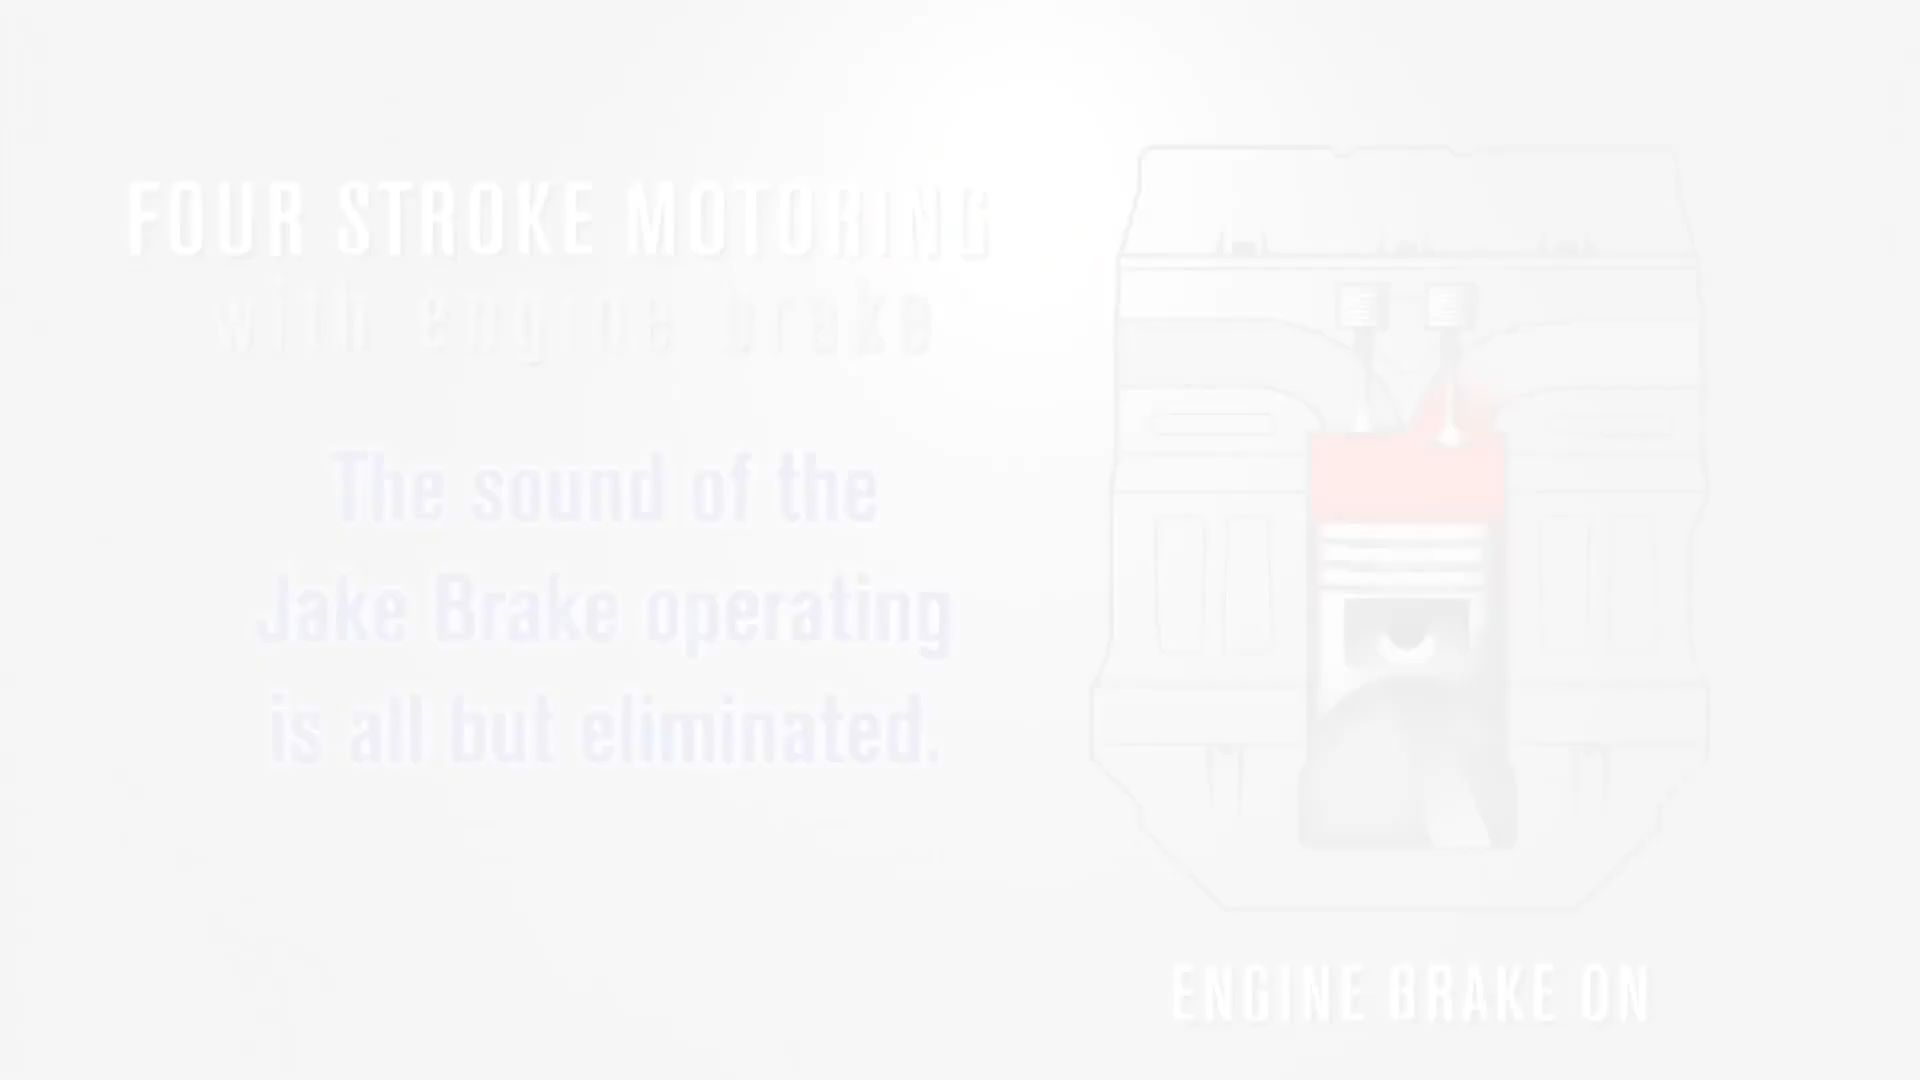 FOUR STROKE MOTORING
with engine brake
The sound of the
Jake Brake operating
is all but eliminated.
ENGINE BRAKE ON